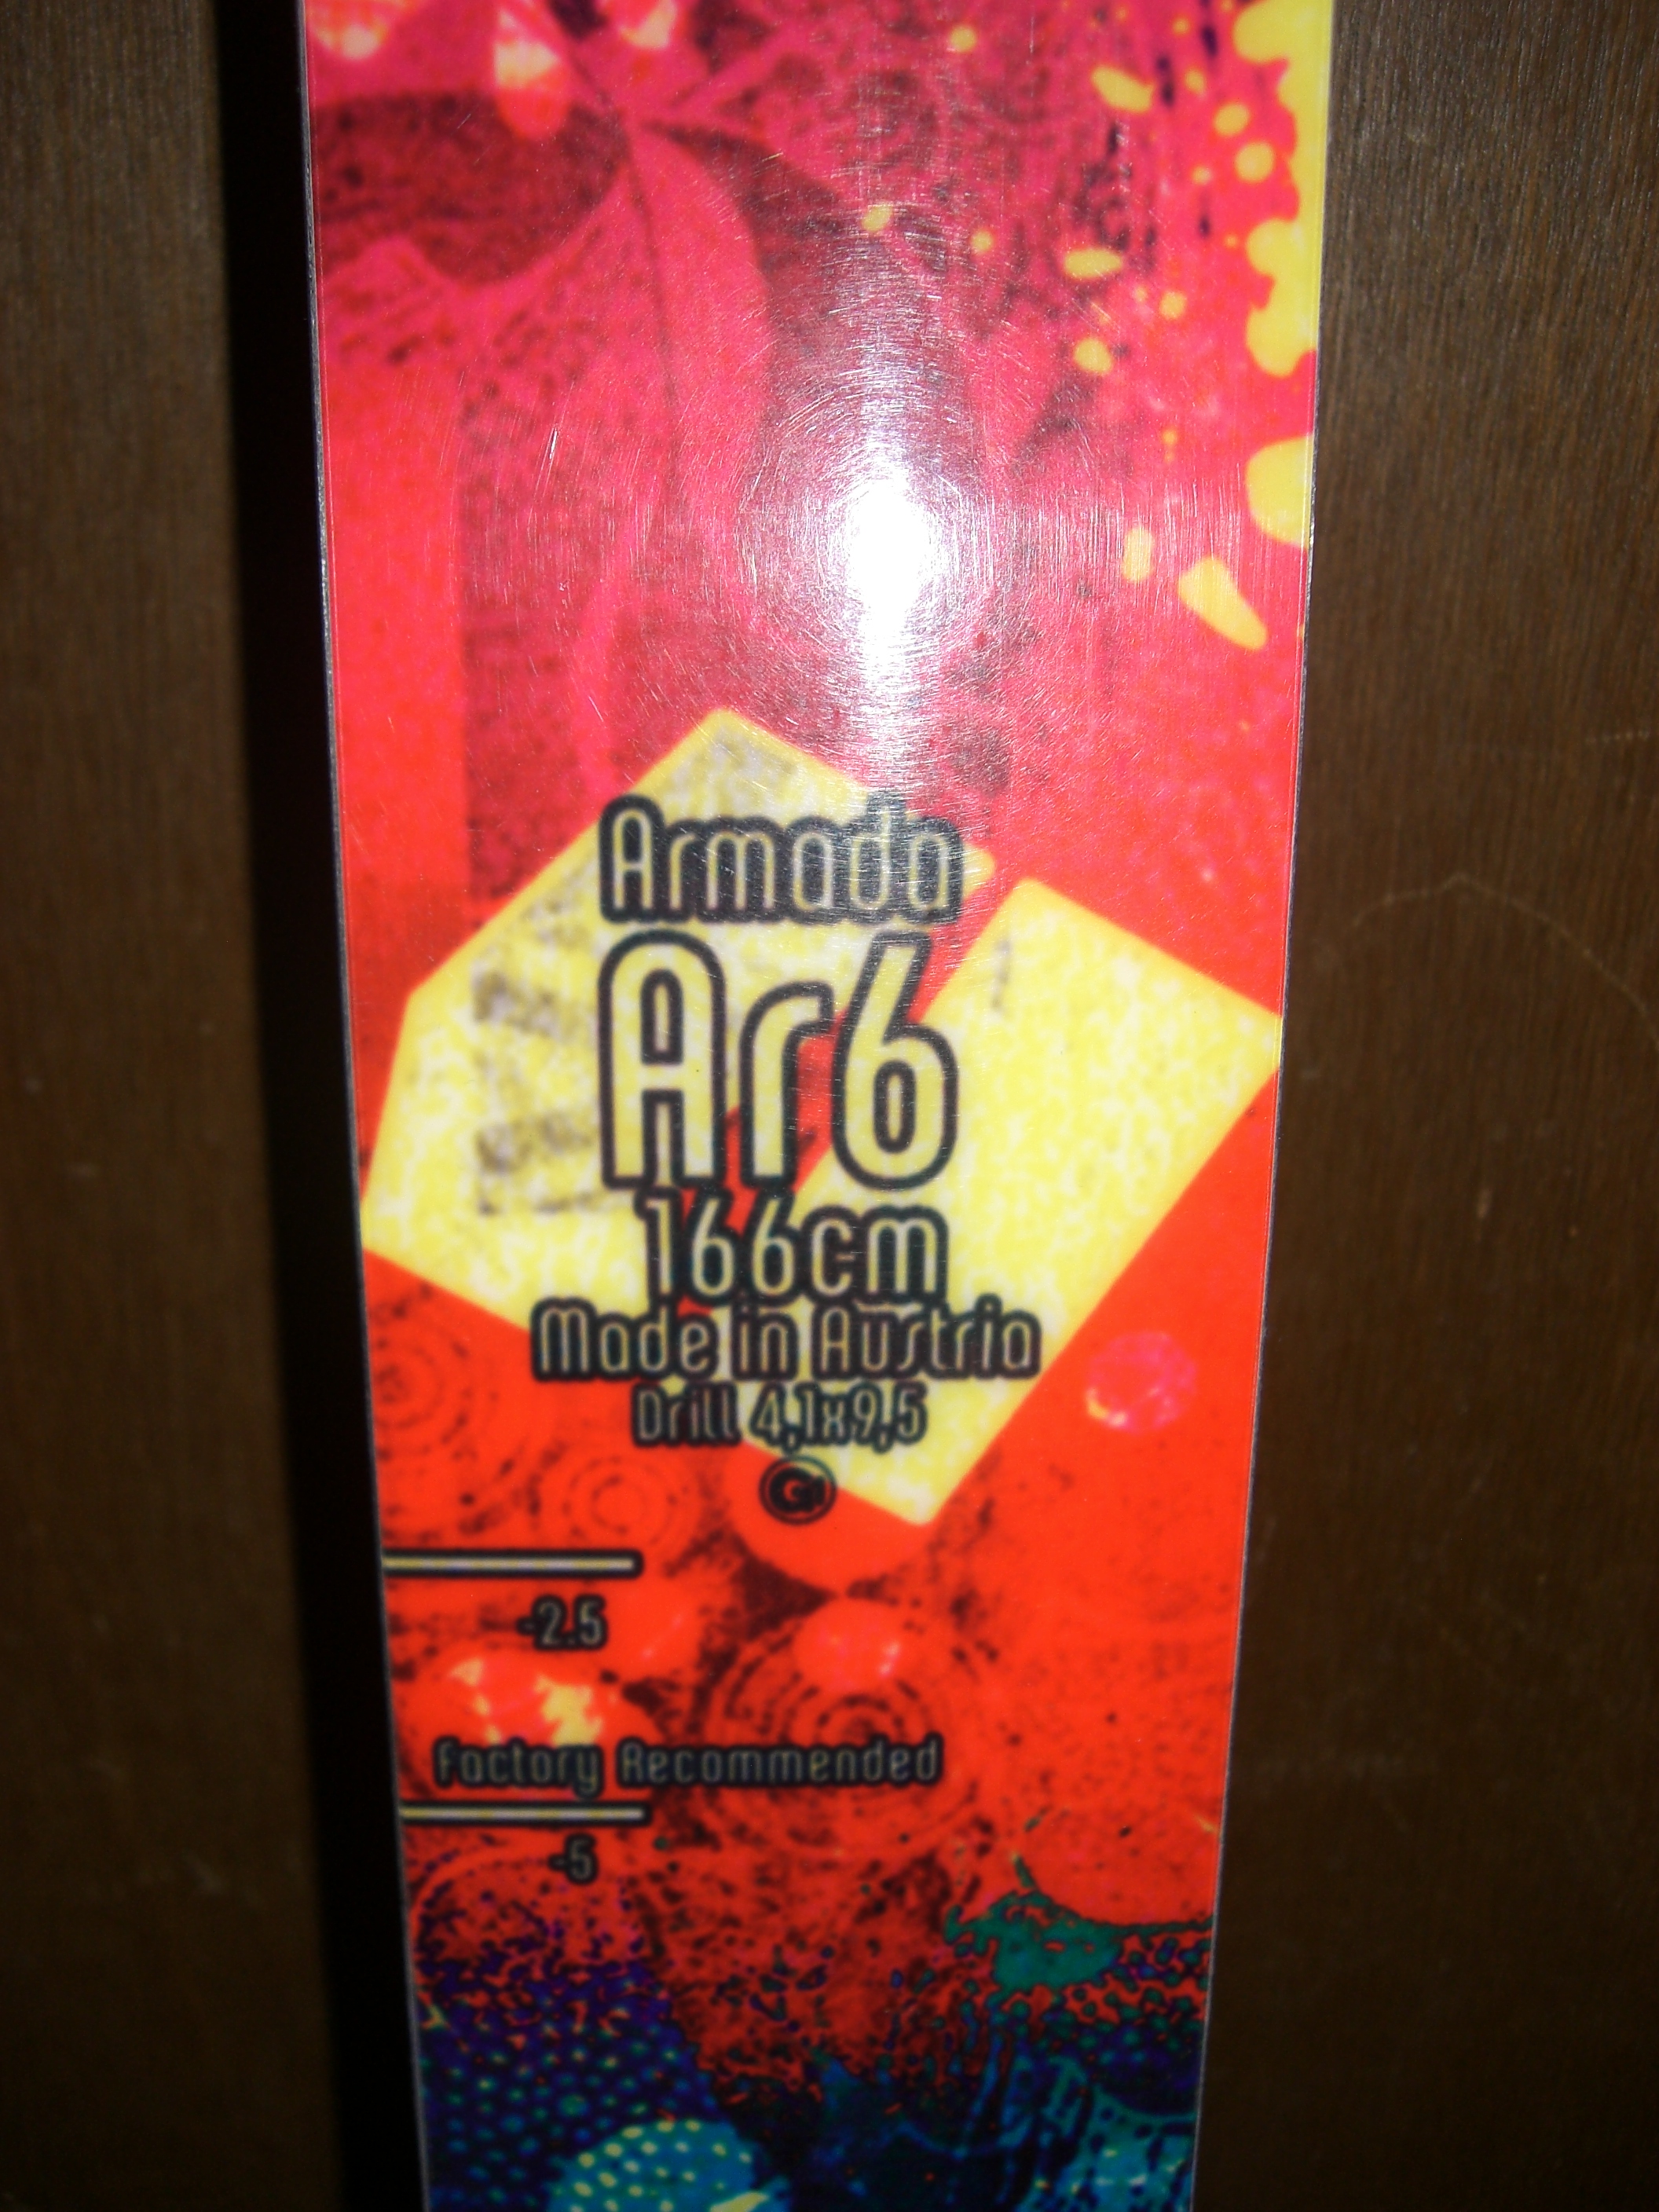 Armada
Ar6
166cm
Made in Austria
Drill 4,1x9,5
-2.5
Factory Recommended
-5